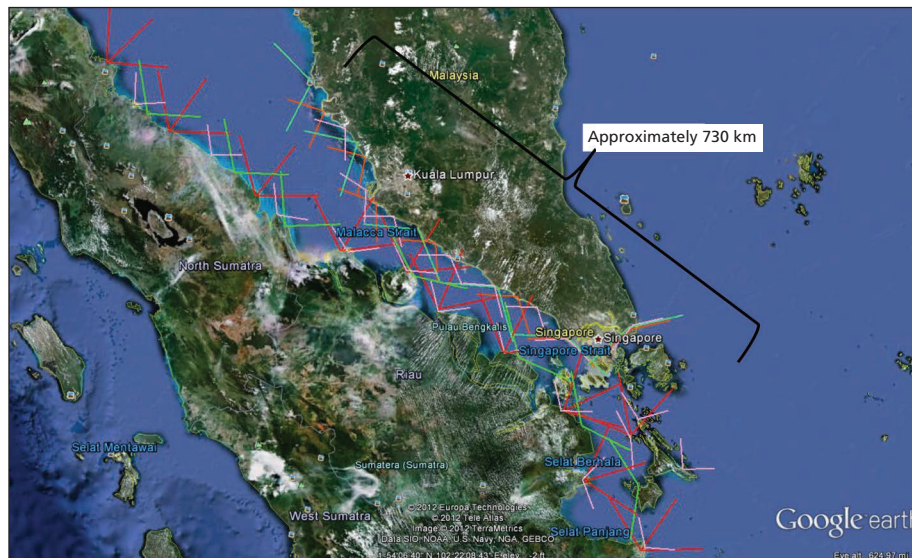 Malaysia
Approximately 730 km
Kuala Lumpur
Malacca Strait
North Sumatra
Pulau Bengkalis
Singapore
Singapore
Singapore Strait
Riau
Selat Mentawai
Selat Berhala
Sumatera (Sumatra)
West Sumatra
Selat Panjang
© 2012 Europa Technologies
© 2012 Tele Atlas
Image © 2012 TerraMetrics
Data SIO, NOAA, U.S. Navy, NGA, GEBCO
Google earth